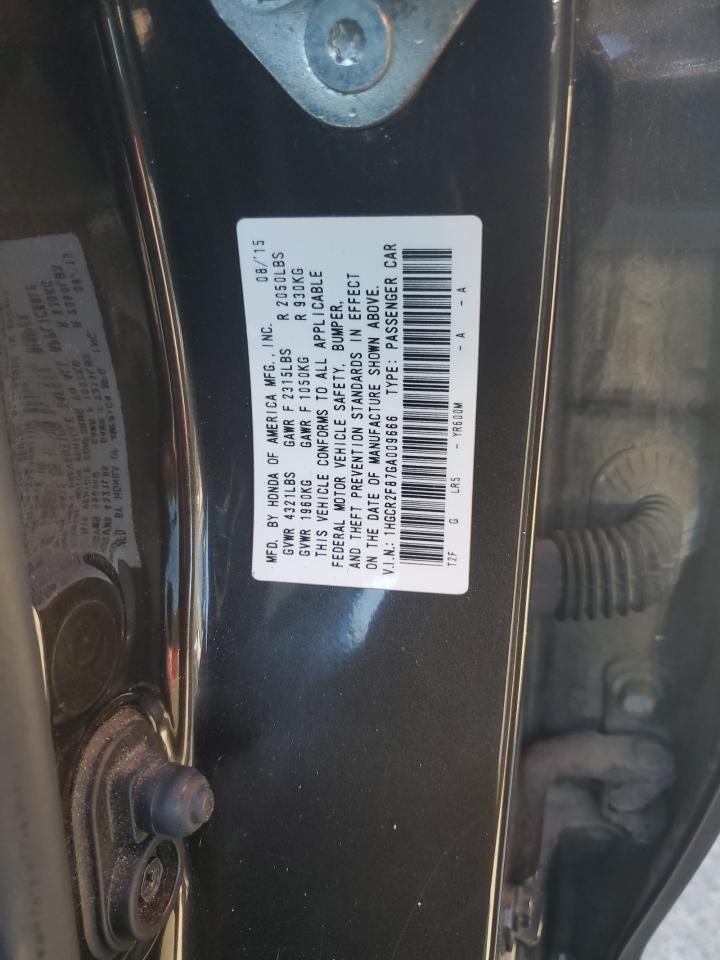 MFD. BY HONDA OF AMERICA MFG., INC. 08/'15
GVWR 4321LBS GAWR F 2315LBS R 2050LBS
GVWR 1960KG GAWR F 1050KG R 930KG
THIS VEHICLE CONFORMS TO ALL APPLICABLE
FEDERAL MOTOR VEHICLE SAFETY, BUMPER,
AND THEFT PREVENTION STANDARDS IN EFFECT
ON THE DATE OF MANUFACTURE SHOWN ABOVE.
V.I.N.: 1HGCR2F87GA009666 TYPE: PASSENGER CAR
T2F G LR5 - YR600M - A - A